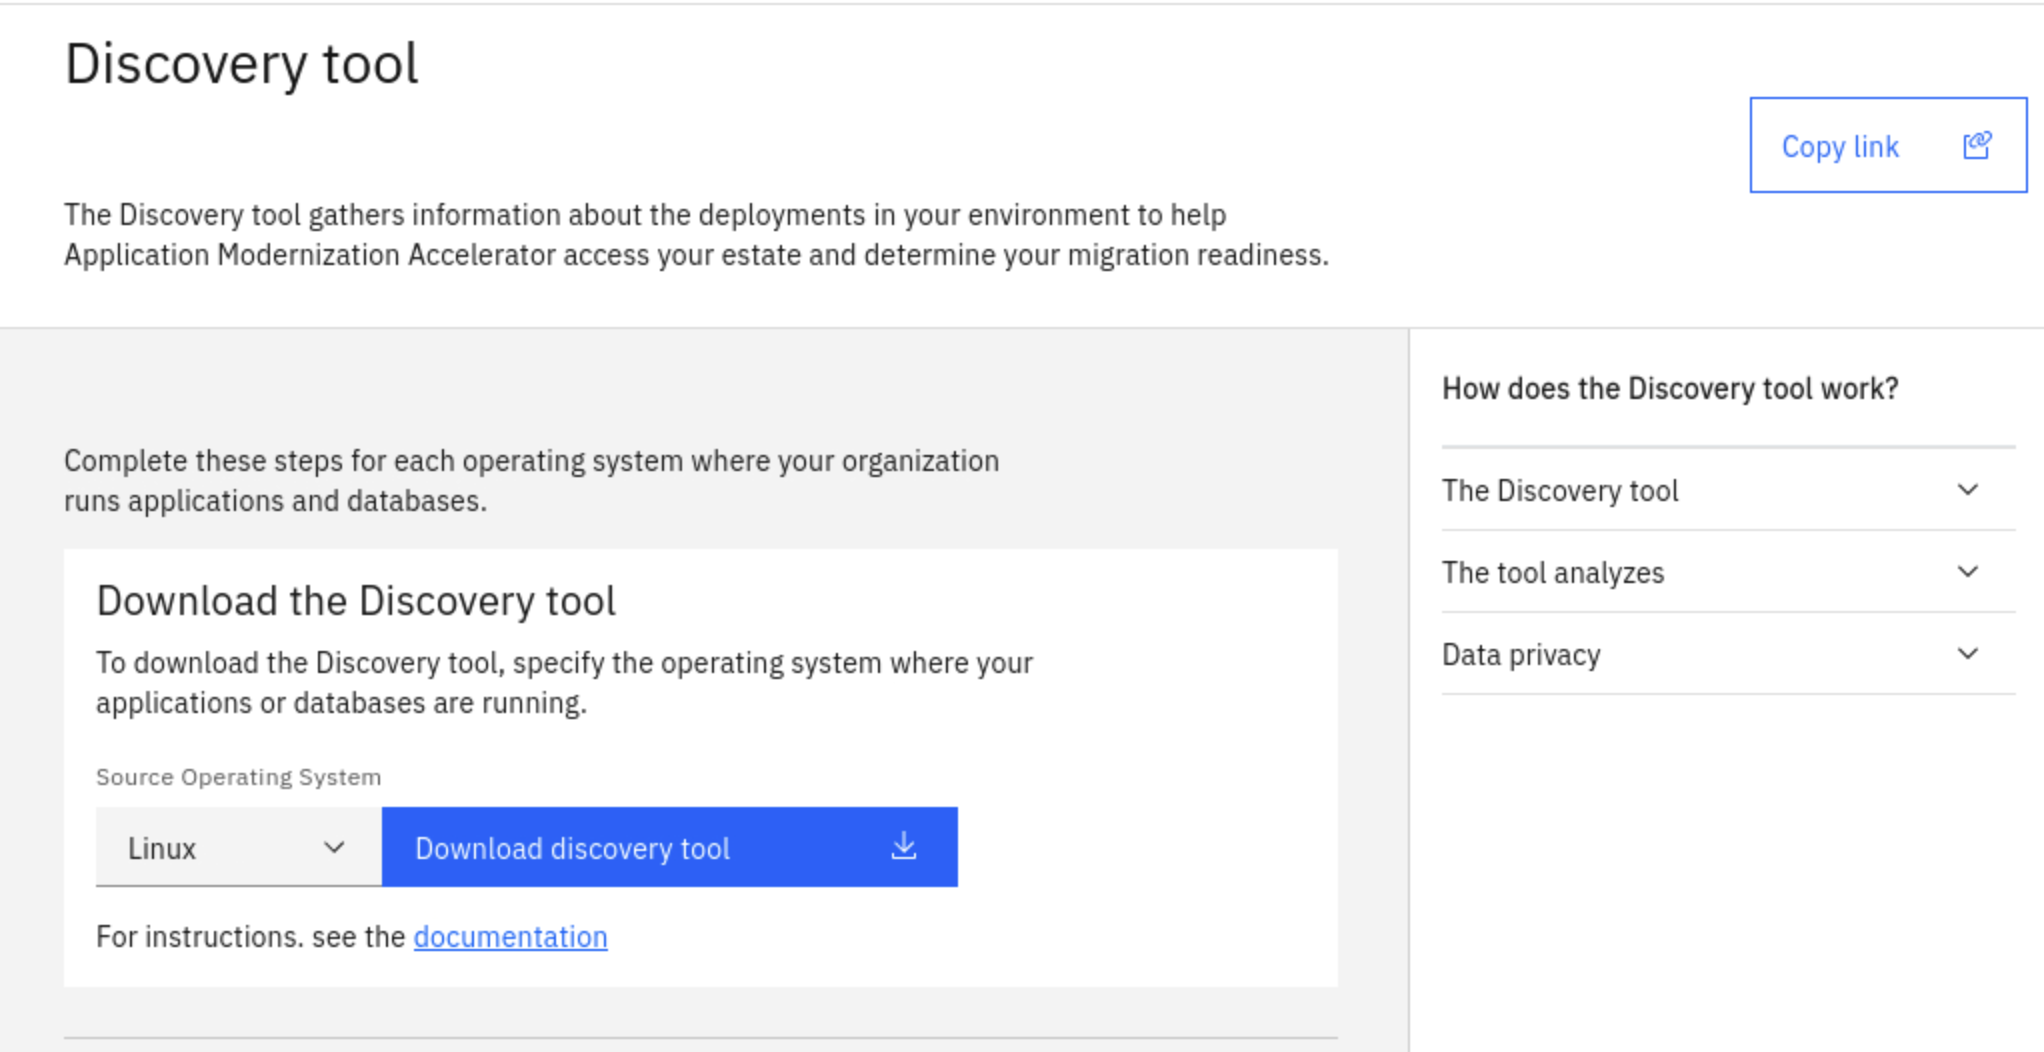 Discovery tool
Copy link
The Discovery tool gathers information about the deployments in your environment to help
Application Modernization Accelerator access your estate and determine your migration readiness.
Complete these steps for each operating system where your organization
runs applications and databases.
Download the Discovery tool
To download the Discovery tool, specify the operating system where your
applications or databases are running.
Source Operating System
Linux
Download discovery tool
For instructions. see the documentation
How does the Discovery tool work?
The Discovery tool
The tool analyzes
Data privacy